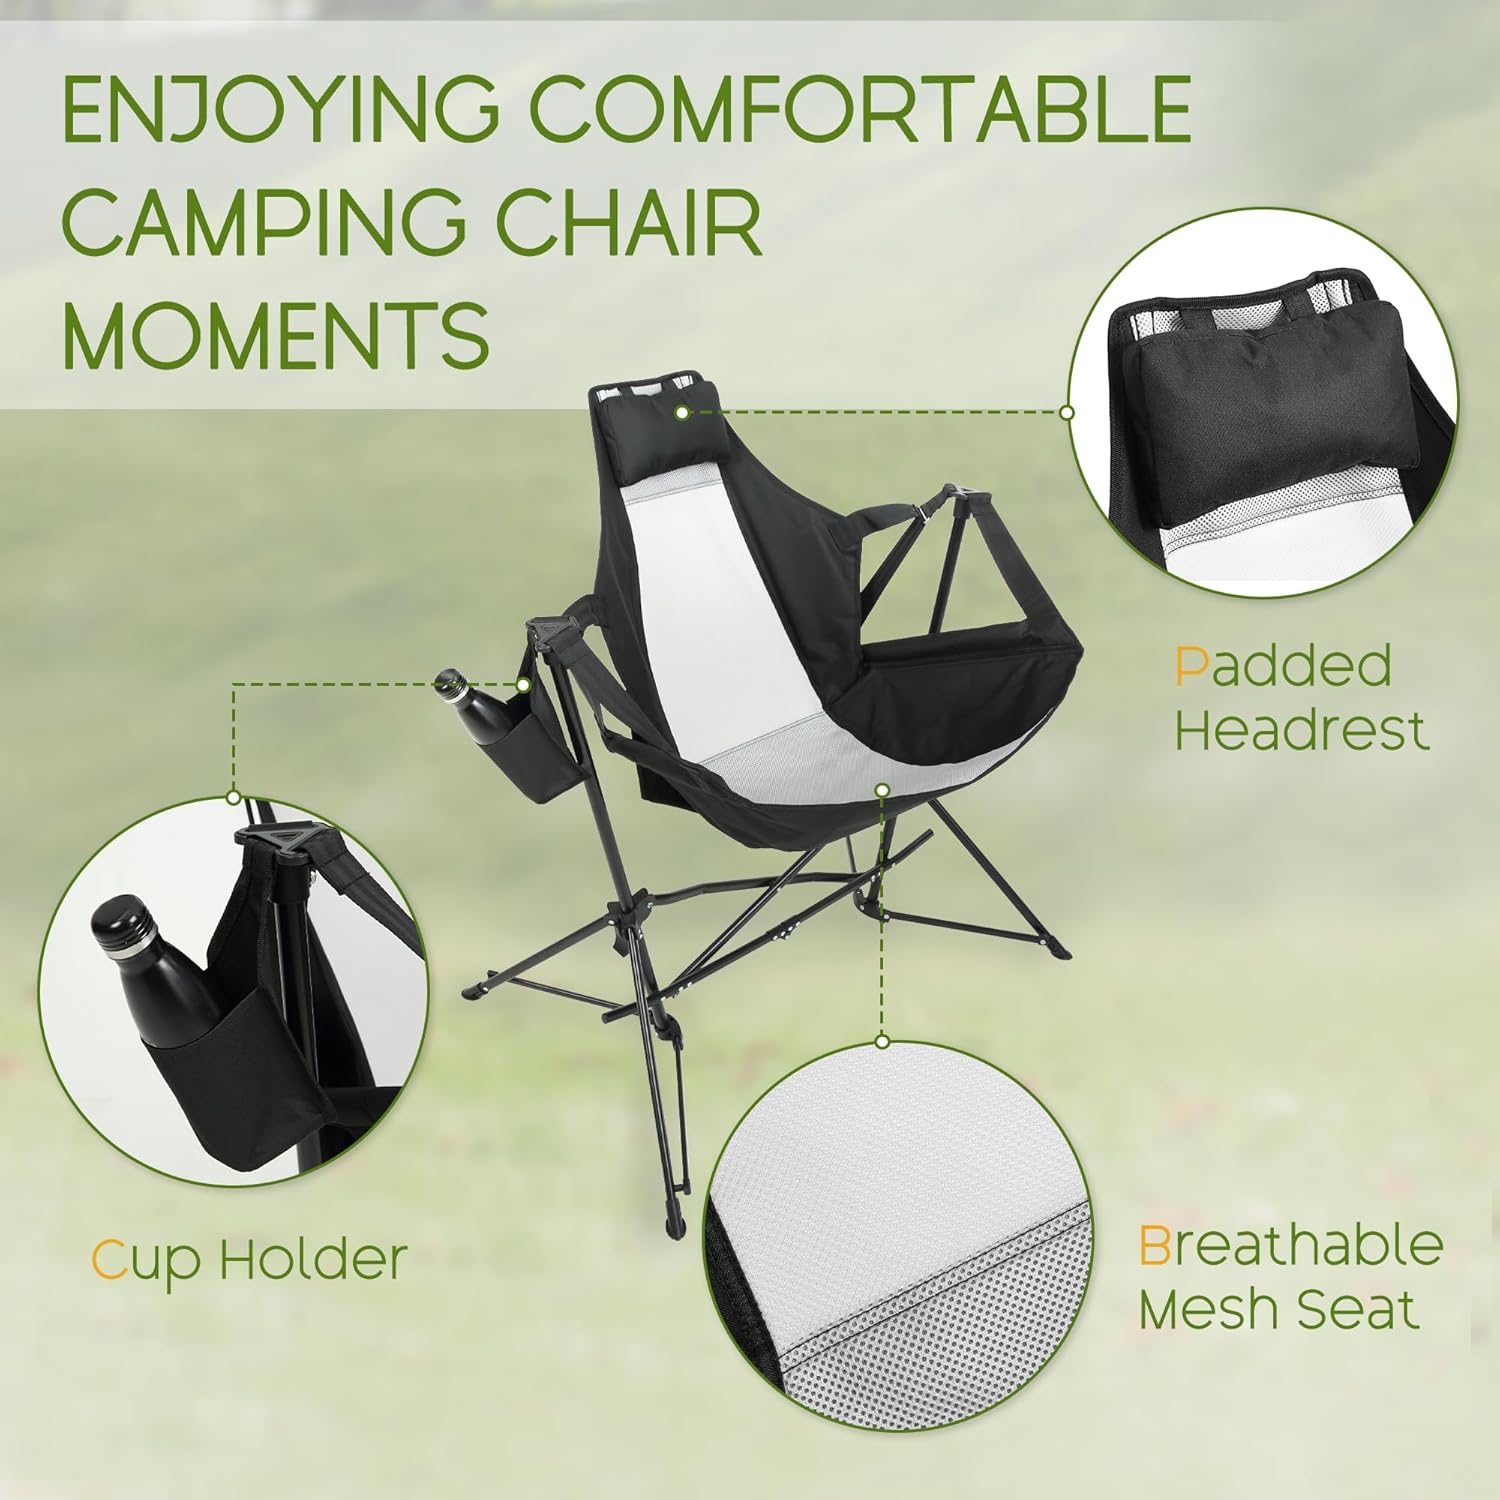 ENJOYING COMFORTABLE
CAMPING CHAIR
MOMENTS
Padded
Headrest
Cup Holder
Breathable
Mesh Seat